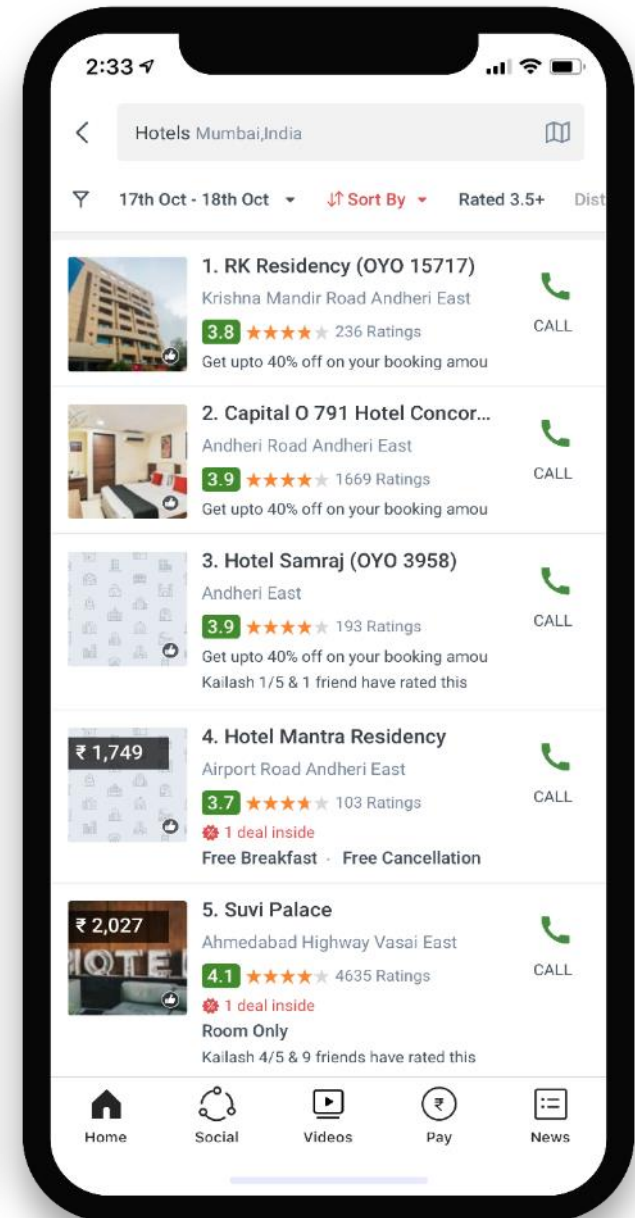 2:33
Hotels Mumbai,India
17th Oct - 18th Oct Sort By Rated 3.5+ Dist
1. RK Residency (OYO 15717)
Krishna Mandir Road Andheri East
3.8 236 Ratings
Get upto 40% off on your booking amou
CALL
2. Capital O 791 Hotel Concor...
Andheri Road Andheri East
3.9 1669 Ratings
Get upto 40% off on your booking amou
CALL
3. Hotel Samraj (OYO 3958)
Andheri East
3.9 193 Ratings
Get upto 40% off on your booking amou
Kailash 1/5 & 1 friend have rated this
CALL
₹ 1,749
4. Hotel Mantra Residency
Airport Road Andheri East
3.7 103 Ratings
1 deal inside
Free Breakfast · Free Cancellation
CALL
₹ 2,027
HOTEL
5. Suvi Palace
Ahmedabad Highway Vasai East
4.1 4635 Ratings
1 deal inside
Room Only
Kailash 4/5 & 9 friends have rated this
CALL
Home Social Videos Pay News